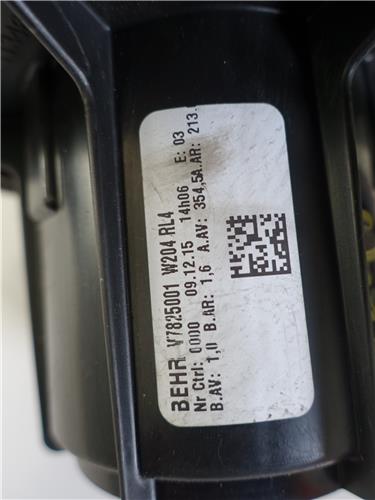 BEHR V7825001 W204 RL4
Nr Ctrl: 0000 09.12.15 14h06 E: 03
B.AV: 1,0 B.AR: 1,6 A.AV: 354,5A.AR: 213.